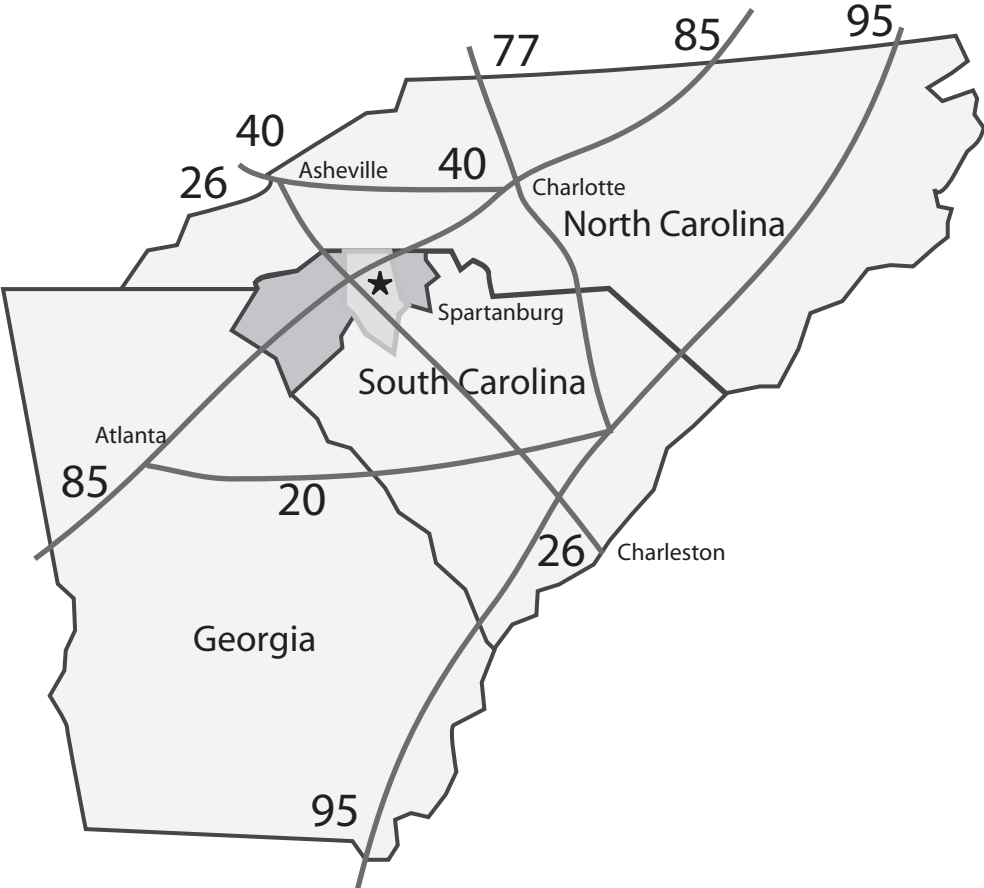 95
85
77
40
40
Asheville
26
Charlotte
North Carolina
Spartanburg
South Carolina
Atlanta
85
20
26
Charleston
Georgia
95